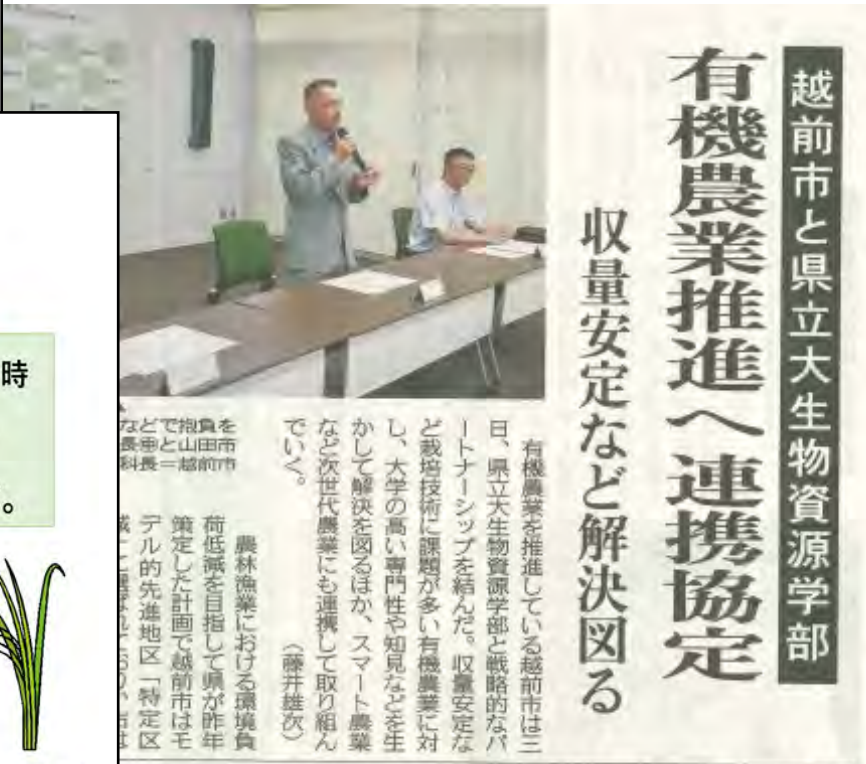 越前市と県立大生物資源学部
有機農業推進へ連携協定
収量安定など解決図る
有機農業を推進している越前市は三
日、県立大生物資源学部と戦略的なパ
ートナーシップを結んだ。収量安定な
ど栽培技術に課題が多い有機農業に対
し、大学の高い専門性や知見などを生
かして解決を図るほか、スマート農業
など次世代農業にも連携して取り組ん
でいく。
（藤井雄次）
農林漁業における環境負
荷低減を目指して県が昨年
策定した計画で越前市はモ
デル的先進地区「特定区
を市市
負田前
抱山越
でと＝
時
。